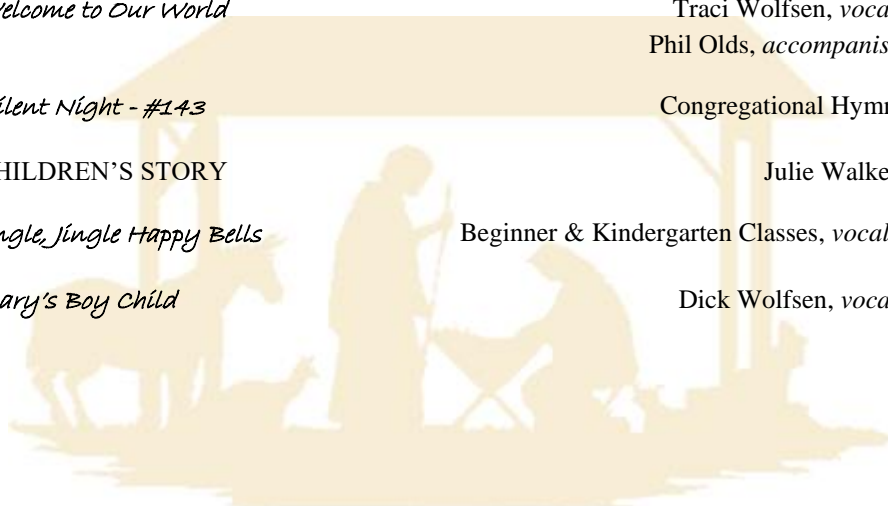 elcome to Our World Traci Wolfsen, voca
Phil Olds, accompanis
ilent Night - #143 Congregational Hym
HILDREN'S STORY Julie Walke
ngle, Jingle Happy Bells Beginner & Kindergarten Classes, vocal
ary's Boy Child Dick Wolfsen, voca